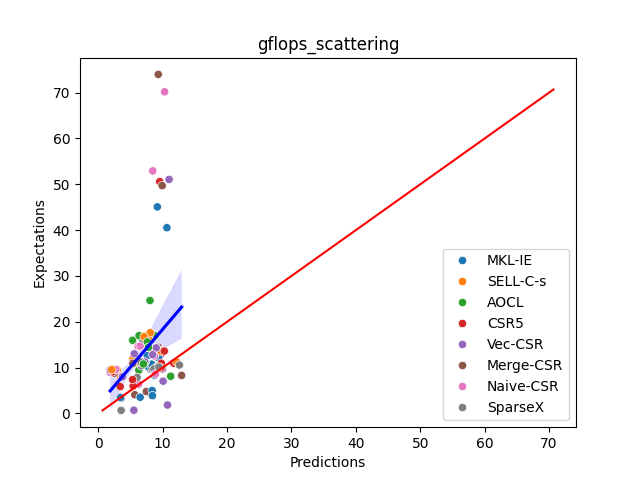 gflops_scattering
70
60
50
40
30
20
10
0
Expectations
MKL-IE
SELL-C-s
AOCL
CSR5
Vec-CSR
Merge-CSR
Naive-CSR
SparseX
0 10 20 30 40 50 60 70
Predictions